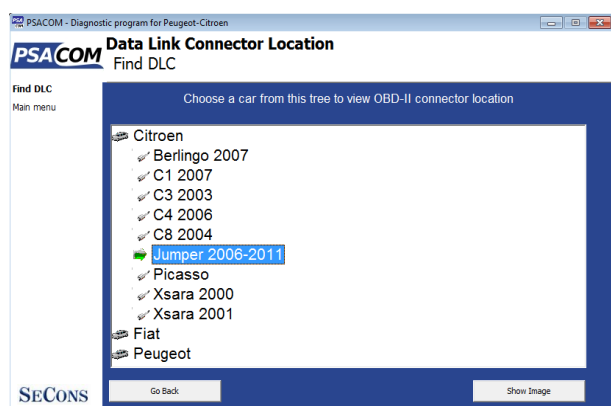 PSACOM - Diagnostic program for Peugeot-Citroen
PSACOM
Data Link Connector Location
Find DLC
Find DLC
Main menu
Choose a car from this tree to view OBD-II connector location
Citroen
Berlingo 2007
C1 2007
C3 2003
C4 2006
C8 2004
Jumper 2006-2011
Picasso
Xsara 2000
Xsara 2001
Fiat
Peugeot
SECONS
Go Back
Show Image